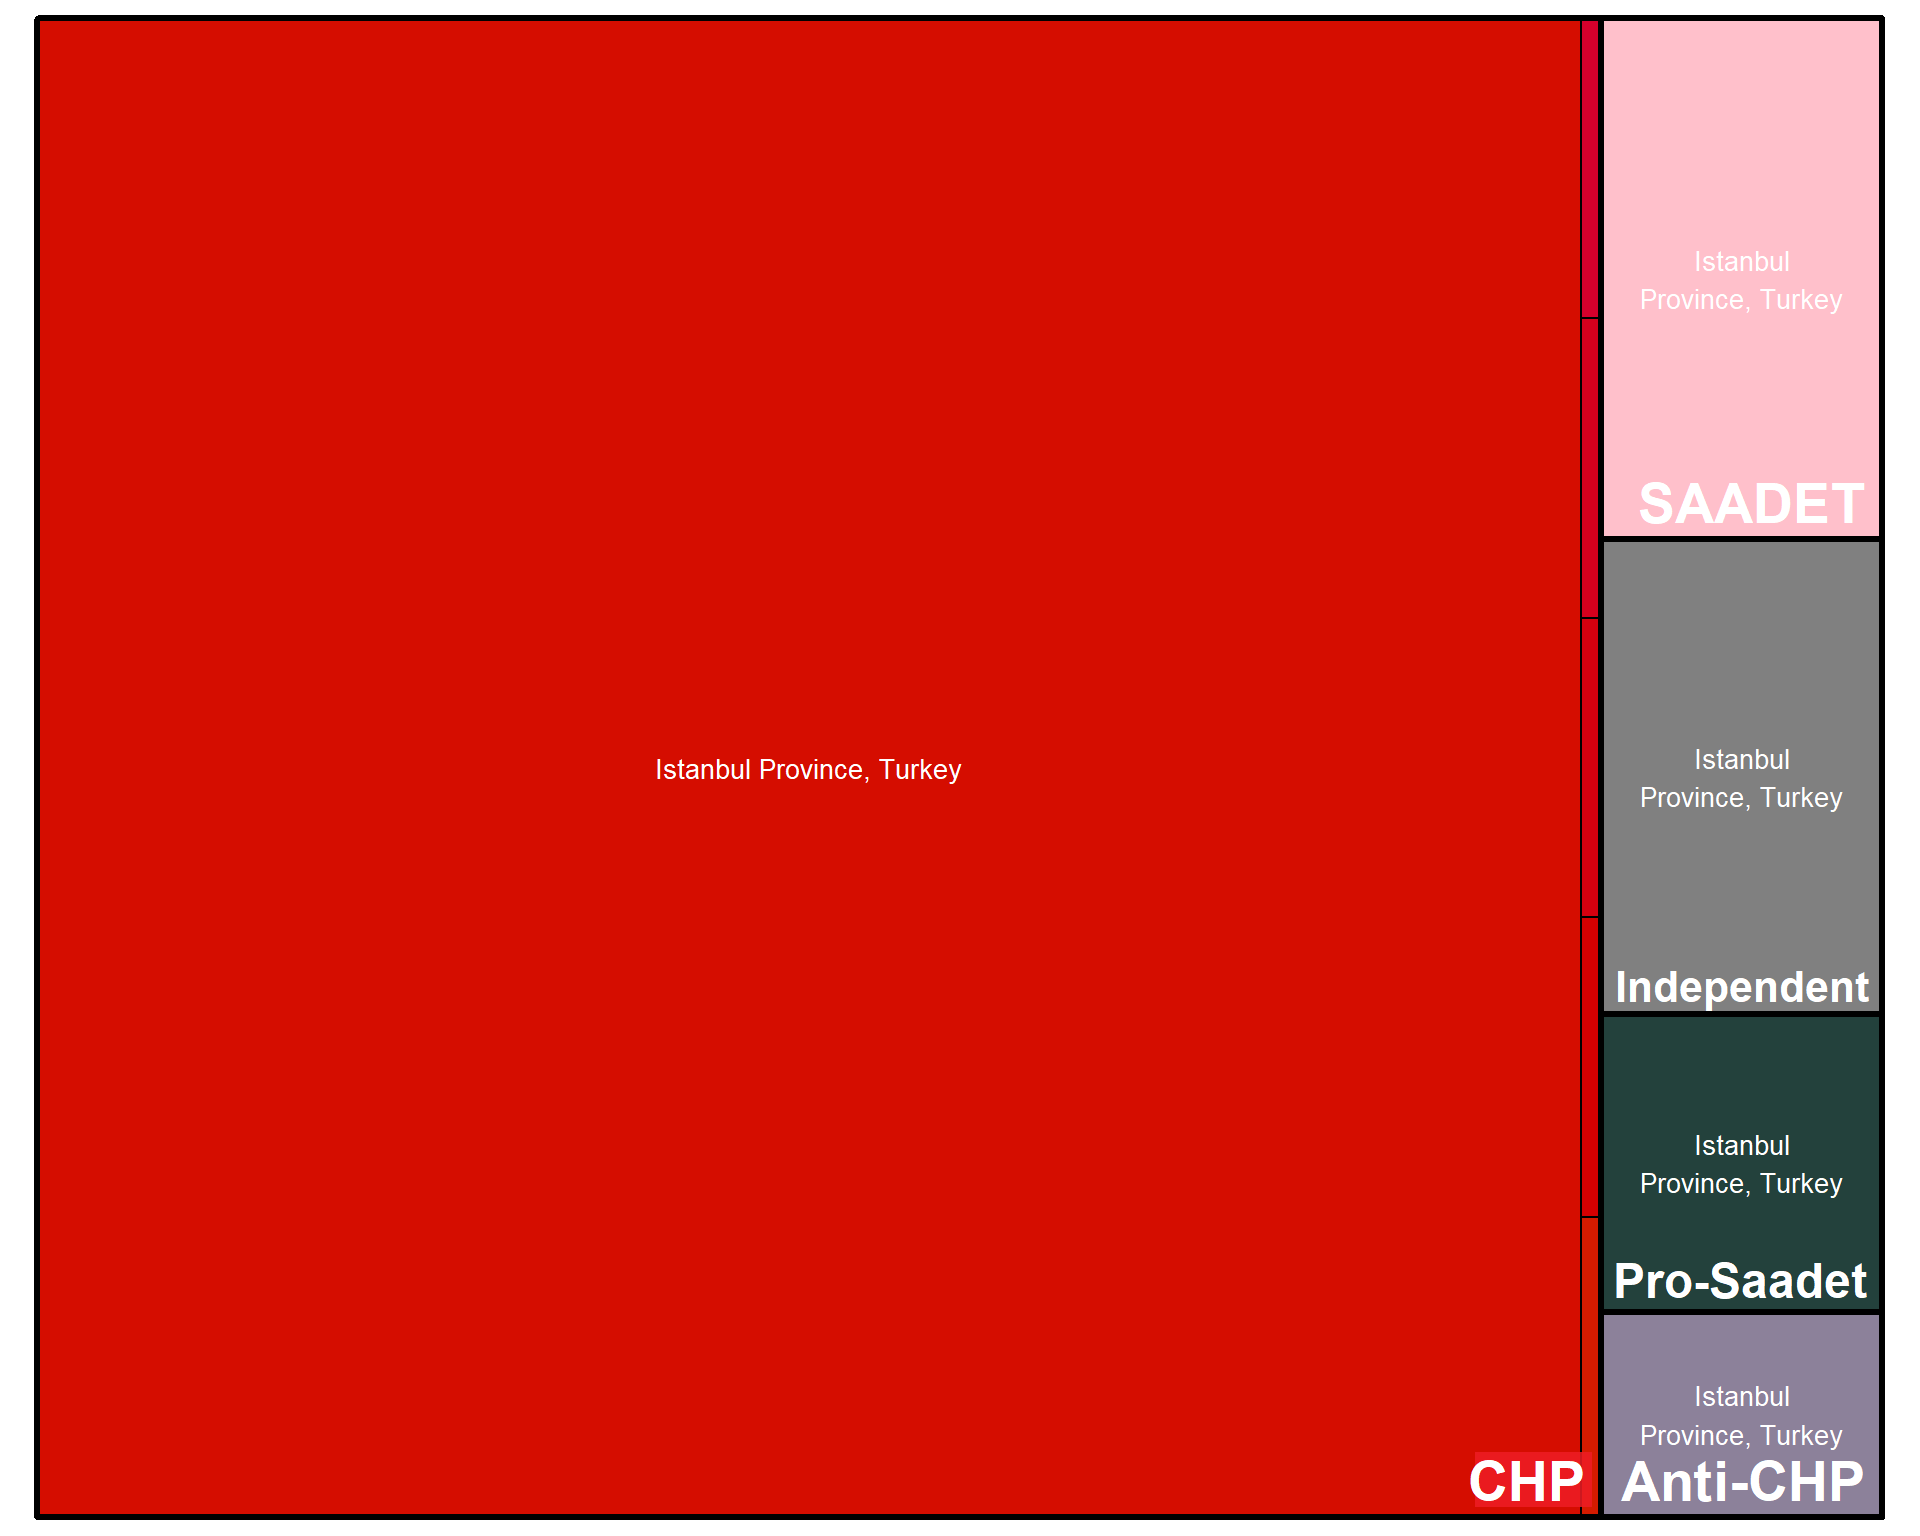 Istanbul
Province, Turkey
SAADET
Istanbul Province, Turkey
Istanbul
Province, Turkey
Independent
Istanbul
Province, Turkey
Pro-Saadet
Istanbul
Province, Turkey
CHP
Anti-CHP